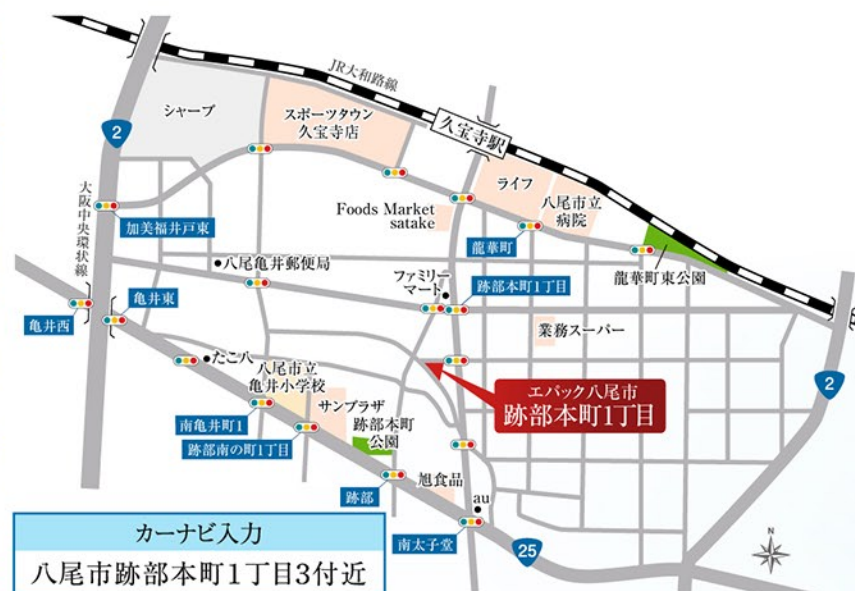 JR大和路線
シャープ
スポーツタウン
久宝寺店
久宝寺駅
2
大阪中央環状線
加美福井戸東
Foods Market
satake
ライフ
八尾市立
病院
龍華町
龍華町東公園
八尾亀井郵便局
ファミリー
マート
跡部本町1丁目
亀井西
亀井東
業務スーパー
たこ八
八尾市立
亀井小学校
サンプラザ
エバック八尾市
跡部本町1丁目
2
南亀井町1
跡部南の町1丁目
跡部本町
公園
跡部
旭食品
au
南太子堂
25
N
カーナビ入力
八尾市跡部本町1丁目3付近